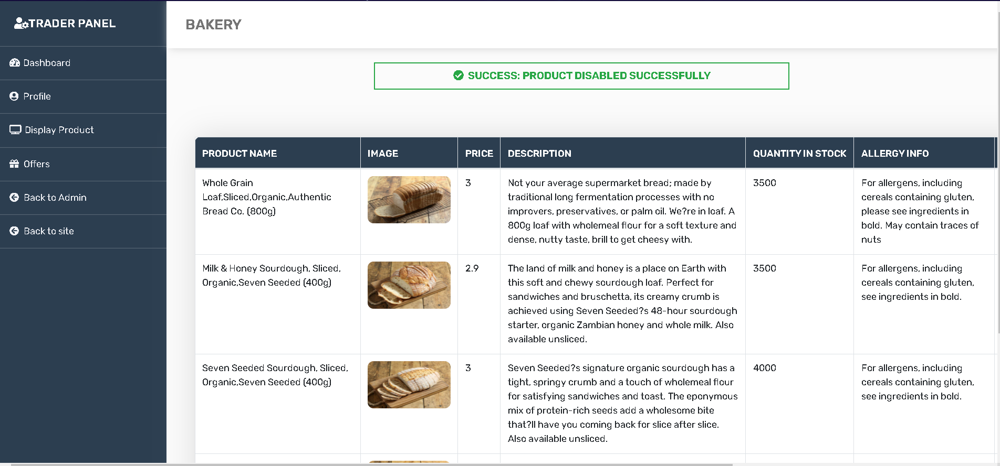 TRADER PANEL
Dashboard
Profile
Display Product
Offers
Back to Admin
Back to site
BAKERY
SUCCESS: PRODUCT DISABLED SUCCESSFULLY
PRODUCT NAME
IMAGE
PRICE
DESCRIPTION
QUANTITY IN STOCK
ALLERGY INFO
Whole Grain
Loaf,Sliced,Organic,Authentic
Bread Co. (800g)
3
Not your average supermarket bread; made by
traditional long fermentation processes with no
improvers, preservatives, or palm oil. We?re in loaf. A
800g loaf with wholemeal flour for a soft texture and
dense, nutty taste, brill to get cheesy with.
3500
For allergens, including
cereals containing gluten,
please see ingredients in
bold. May contain traces of
nuts
Milk & Honey Sourdough, Sliced,
Organic,Seven Seeded (400g)
2.9
The land of milk and honey is a place on Earth with
this soft and chewy sourdough loaf. Perfect for
sandwiches and bruschetta, its creamy crumb is
achieved using Seven Seeded?s 48-hour sourdough
starter, organic Zambian honey and whole milk. Also
available unsliced.
3500
For allergens, including
cereals containing gluten,
see ingredients in bold.
Seven Seeded Sourdough, Sliced,
Organic,Seven Seeded (400g)
3
Seven Seeded?s signature organic sourdough has a
tight, springy crumb and a touch of wholemeal flour
for satisfying sandwiches and toast. The eponymous
mix of protein-rich seeds add a wholesome bite
that?ll have you coming back for slice after slice.
Also available unsliced.
4000
For allergens, including
cereals containing gluten,
see ingredients in bold.